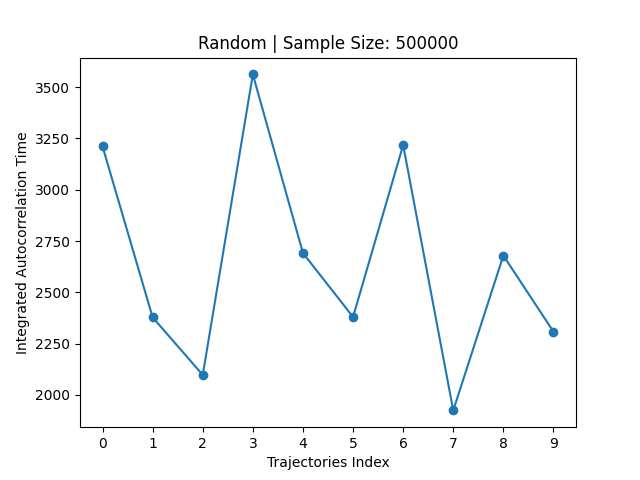 Random | Sample Size: 500000
Integrated Autocorrelation Time
3500
3250
3000
2750
2500
2250
2000
0 1 2 3 4 5 6 7 8 9
Trajectories Index